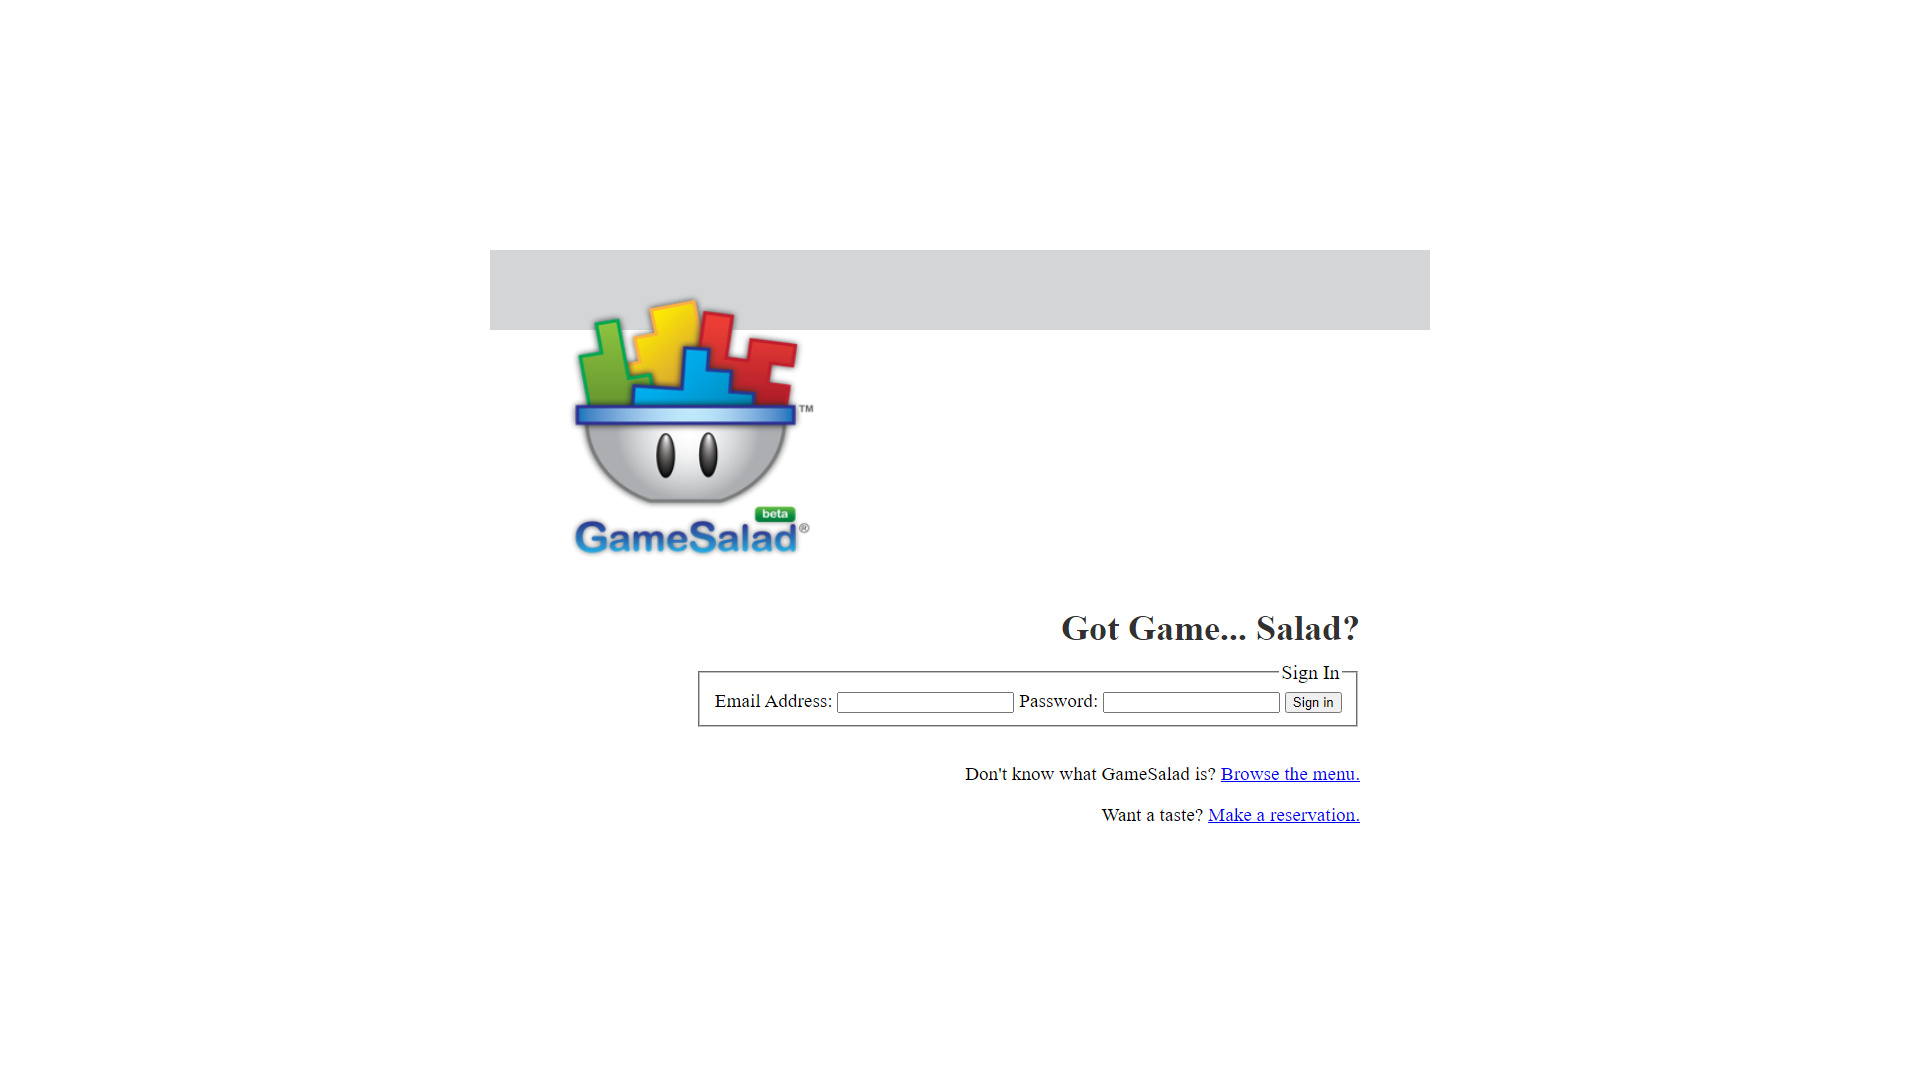 TM
beta
GameSalad®
Got Game... Salad?
Sign In
Email Address: Password: Sign in
Don't know what GameSalad is? Browse the menu.
Want a taste? Make a reservation.